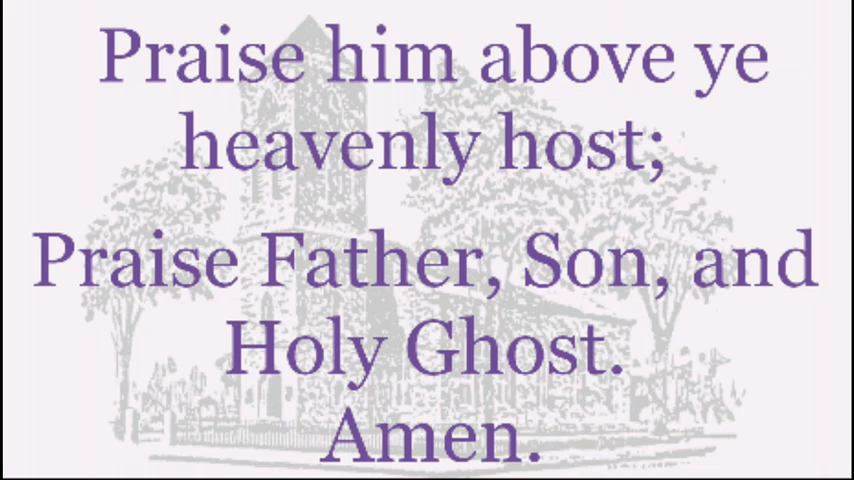 Praise him above ye
heavenly host;
Praise Father, Son, and
Holy Ghost.
Amen.